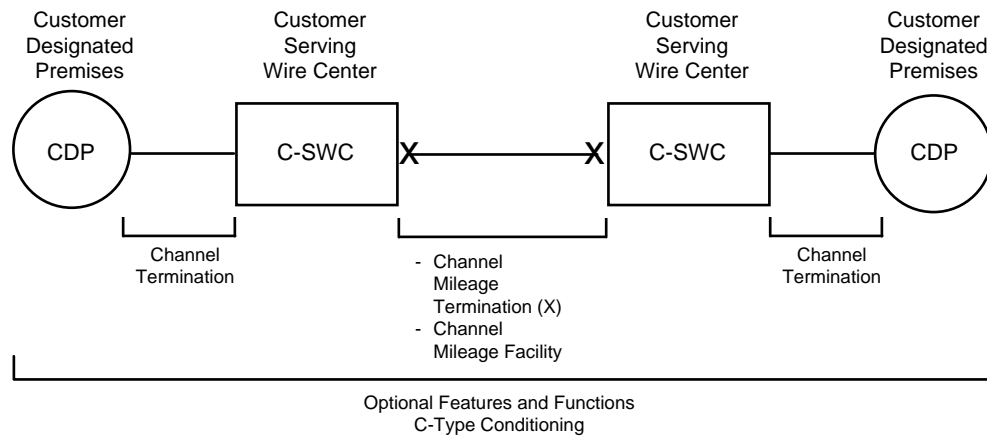 Customer
Designated
Premises
Customer
Serving
Wire Center
Customer
Serving
Wire Center
Customer
Designated
Premises
CDP
C-SWC
X
X
C-SWC
CDP
Channel
Termination
- Channel
Mileage
Termination (X)
- Channel
Mileage Facility
Channel
Termination
Optional Features and Functions
C-Type Conditioning